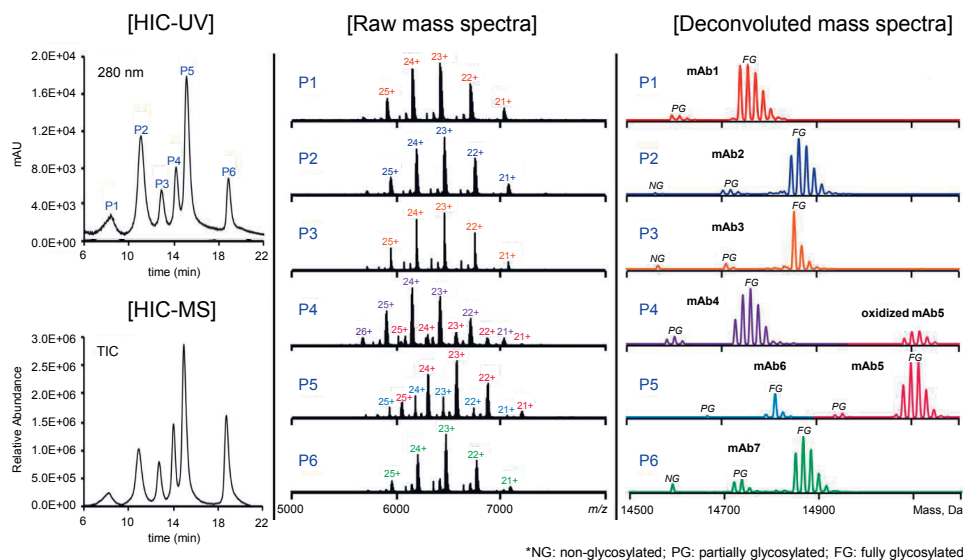 [HIC-UV]
280 nm
2.0E+04
1.6E+04
1.2E+04
8.0E+03
4.0E+03
0.0E+00
mAU
P1
P2
P3
P4
P5
P6
6 10 14 18 22
time (min)
[HIC-MS]
TIC
3.0E+06
2.5E+06
2.0E+06
1.5E+06
1.0E+06
5.0E+05
0.0E+00
Relative Abundance
6 10 14 18 22
time (min)
[Raw mass spectra]
P1
25+ 24+ 23+ 22+ 21+
P2
25+ 24+ 23+ 22+ 21+
P3
25+ 24+ 23+ 22+ 21+
P4
26+ 25+ 25+ 24+ 24+ 23+ 23+ 22+ 22+ 21+ 21+
P5
25+ 25+ 24+ 24+ 23+ 23+ 22+ 22+ 21+ 21+
P6
25+ 24+ 23+ 22+ 21+
5000 6000 7000 m/z
[Deconvoluted mass spectra]
P1
mAb1
PG FG
P2
mAb2
NG PG FG
P3
mAb3
NG PG FG
P4
mAb4
oxidized mAb5
PG FG
P5
mAb6
mAb5
PG FG PG FG
P6
mAb7
NG PG FG
14500 14700 14900 Mass, Da
*NG: non-glycosylated; PG: partially glycosylated; FG: fully glycosylated